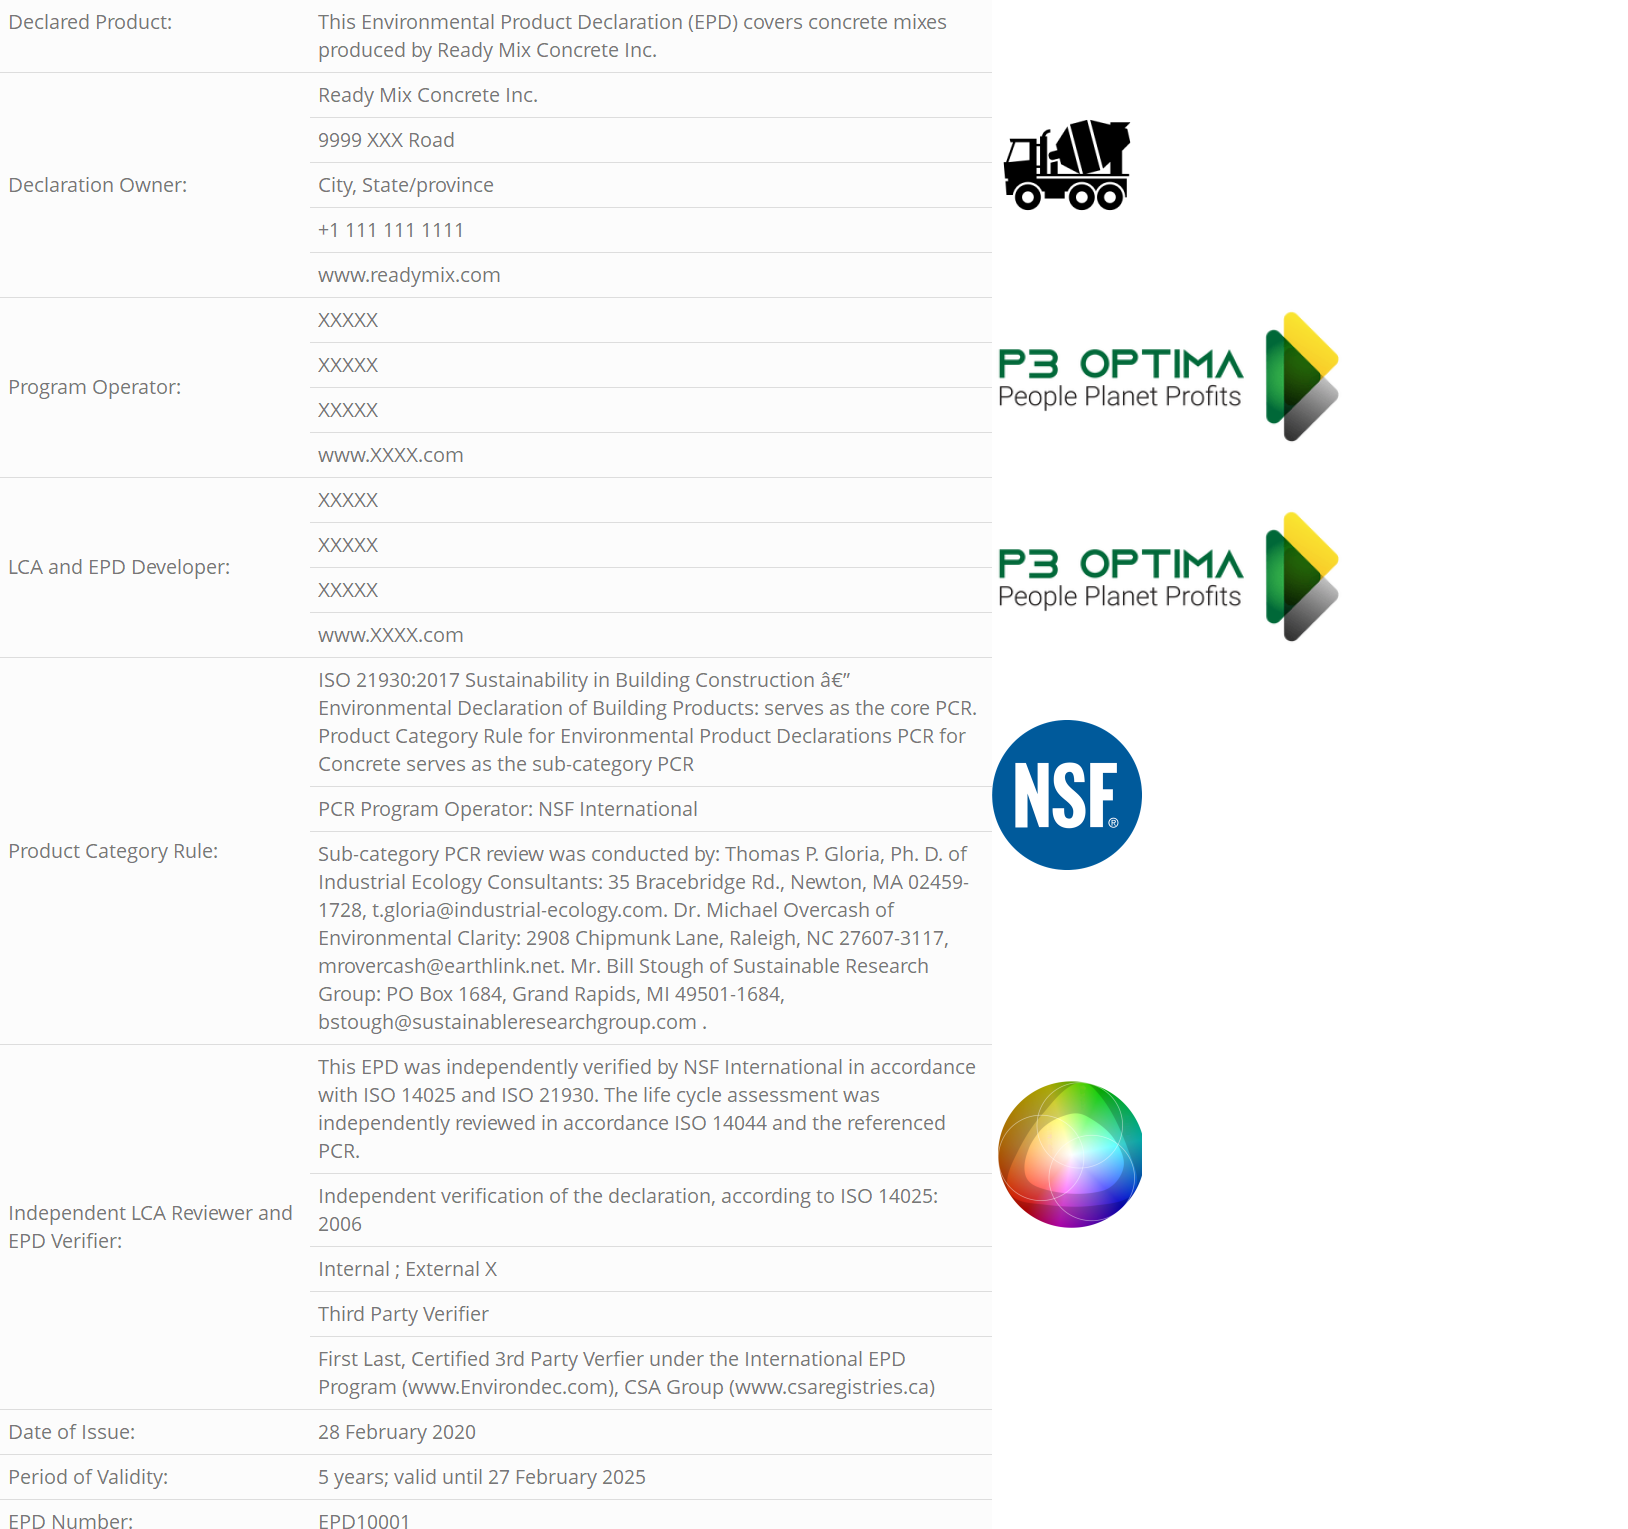 Declared Product:
This Environmental Product Declaration (EPD) covers concrete mixes
produced by Ready Mix Concrete Inc.
Declaration Owner:
Ready Mix Concrete Inc.
9999 XXX Road
City, State/province
+1 111 111 1111
www.readymix.com
Program Operator:
XXXXX
XXXXX
XXXXX
www.XXXX.com
P3 OPTIMA
People Planet Profits
LCA and EPD Developer:
XXXXX
XXXXX
XXXXX
www.XXXX.com
P3 OPTIMA
People Planet Profits
Product Category Rule:
ISO 21930:2017 Sustainability in Building Construction â€”
Environmental Declaration of Building Products: serves as the core PCR.
Product Category Rule for Environmental Product Declarations PCR for
Concrete serves as the sub-category PCR
PCR Program Operator: NSF International
Sub-category PCR review was conducted by: Thomas P. Gloria, Ph. D. of
Industrial Ecology Consultants: 35 Bracebridge Rd., Newton, MA 02459-
1728, t.gloria@industrial-ecology.com. Dr. Michael Overcash of
Environmental Clarity: 2908 Chipmunk Lane, Raleigh, NC 27607-3117,
mrovercash@earthlink.net. Mr. Bill Stough of Sustainable Research
Group: PO Box 1684, Grand Rapids, MI 49501-1684,
bstough@sustainableresearchgroup.com .
NSF®
Independent LCA Reviewer and
EPD Verifier:
This EPD was independently verified by NSF International in accordance
with ISO 14025 and ISO 21930. The life cycle assessment was
independently reviewed in accordance ISO 14044 and the referenced
PCR.
Independent verification of the declaration, according to ISO 14025:
2006
Internal ; External X
Third Party Verifier
First Last, Certified 3rd Party Verfier under the International EPD
Program (www.Environdec.com), CSA Group (www.csaregistries.ca)
Date of Issue:
28 February 2020
Period of Validity:
5 years; valid until 27 February 2025
EPD Number:
EPD10001